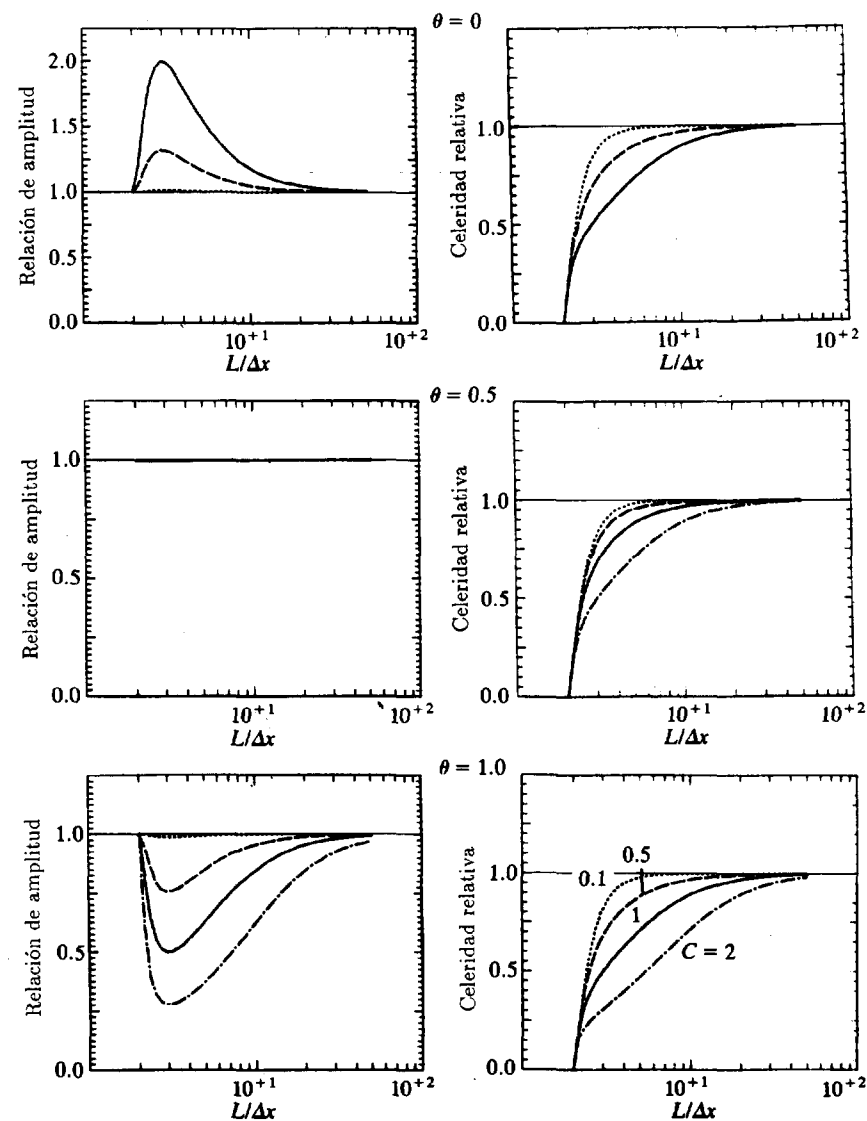 θ = 0
Relación de amplitud
2.0
1.5
1.0
0.5
0.0
10⁺¹
10⁺²
L/Δx
Celeridad relativa
1.0
0.5
0.0
10⁺¹
10⁺²
L/Δx
θ = 0.5
Relación de amplitud
1.0
0.5
0.0
10⁺¹
10⁺²
L/Δx
Celeridad relativa
1.0
0.5
0.0
10⁺¹
10⁺²
L/Δx
θ = 1.0
Relación de amplitud
1.0
0.5
0.0
10⁺¹
10⁺²
L/Δx
Celeridad relativa
1.0
0.5
0.0
0.5
0.1
1
C = 2
10⁺¹
10⁺²
L/Δx